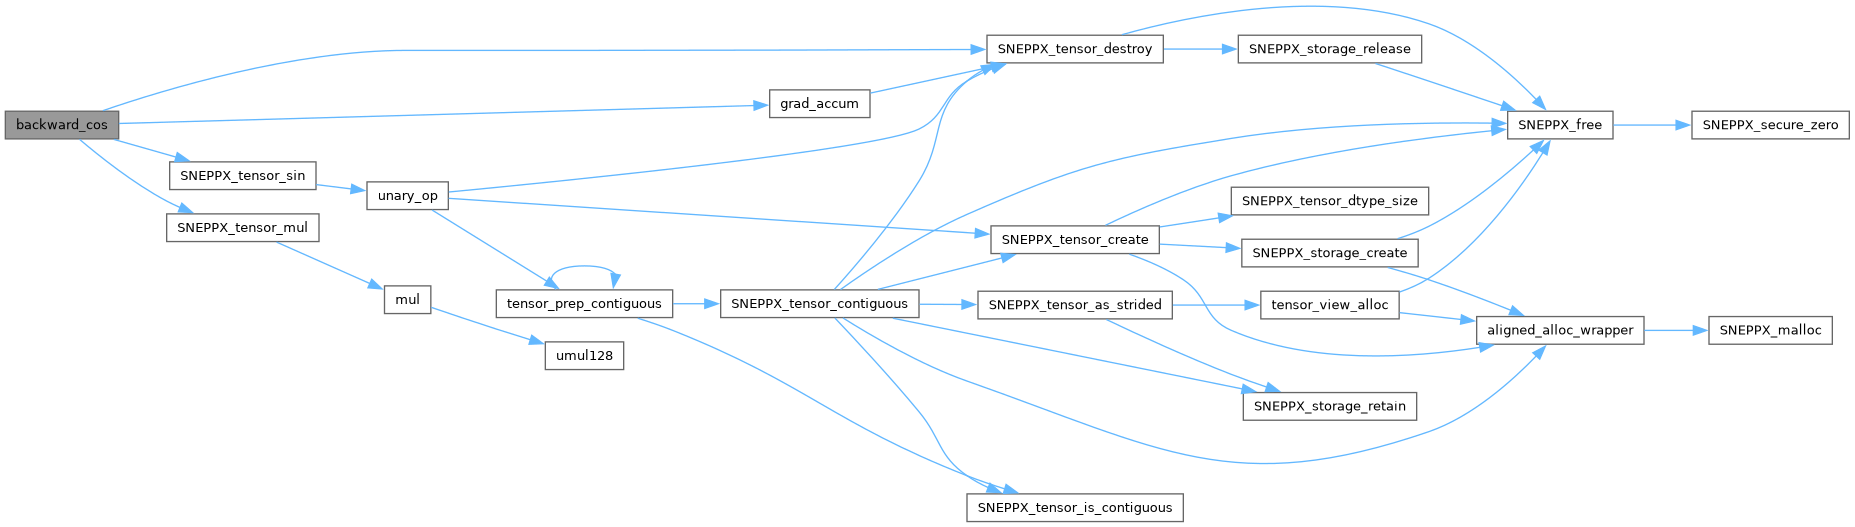 backward_cos
SNEPPX_tensor_destroy
SNEPPX_storage_release
grad_accum
SNEPPX_free
SNEPPX_secure_zero
SNEPPX_tensor_sin
unary_op
SNEPPX_tensor_dtype_size
SNEPPX_tensor_mul
SNEPPX_tensor_create
SNEPPX_storage_create
mul
tensor_prep_contiguous
SNEPPX_tensor_contiguous
SNEPPX_tensor_as_strided
tensor_view_alloc
aligned_alloc_wrapper
SNEPPX_malloc
umul128
SNEPPX_storage_retain
SNEPPX_tensor_is_contiguous